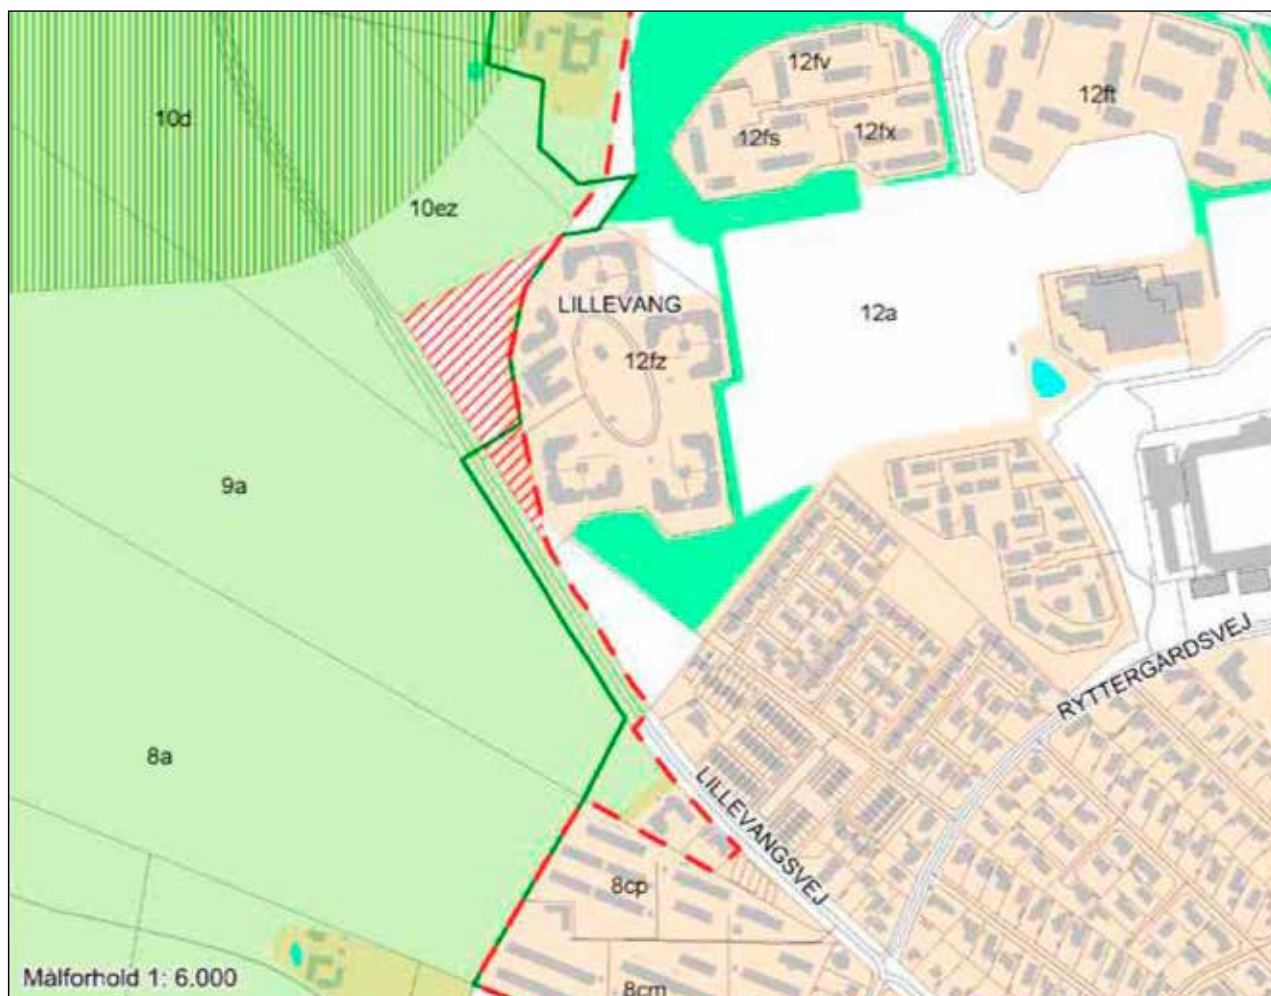 12fv
12ft
10d
12fs
12fx
10ez
LILLEVANG
12a
12fz
9a
RYTTERGÅRDSVEJ
8a
LILLEVANGSVEJ
8cp
Målforhold 1: 6.000
8cm